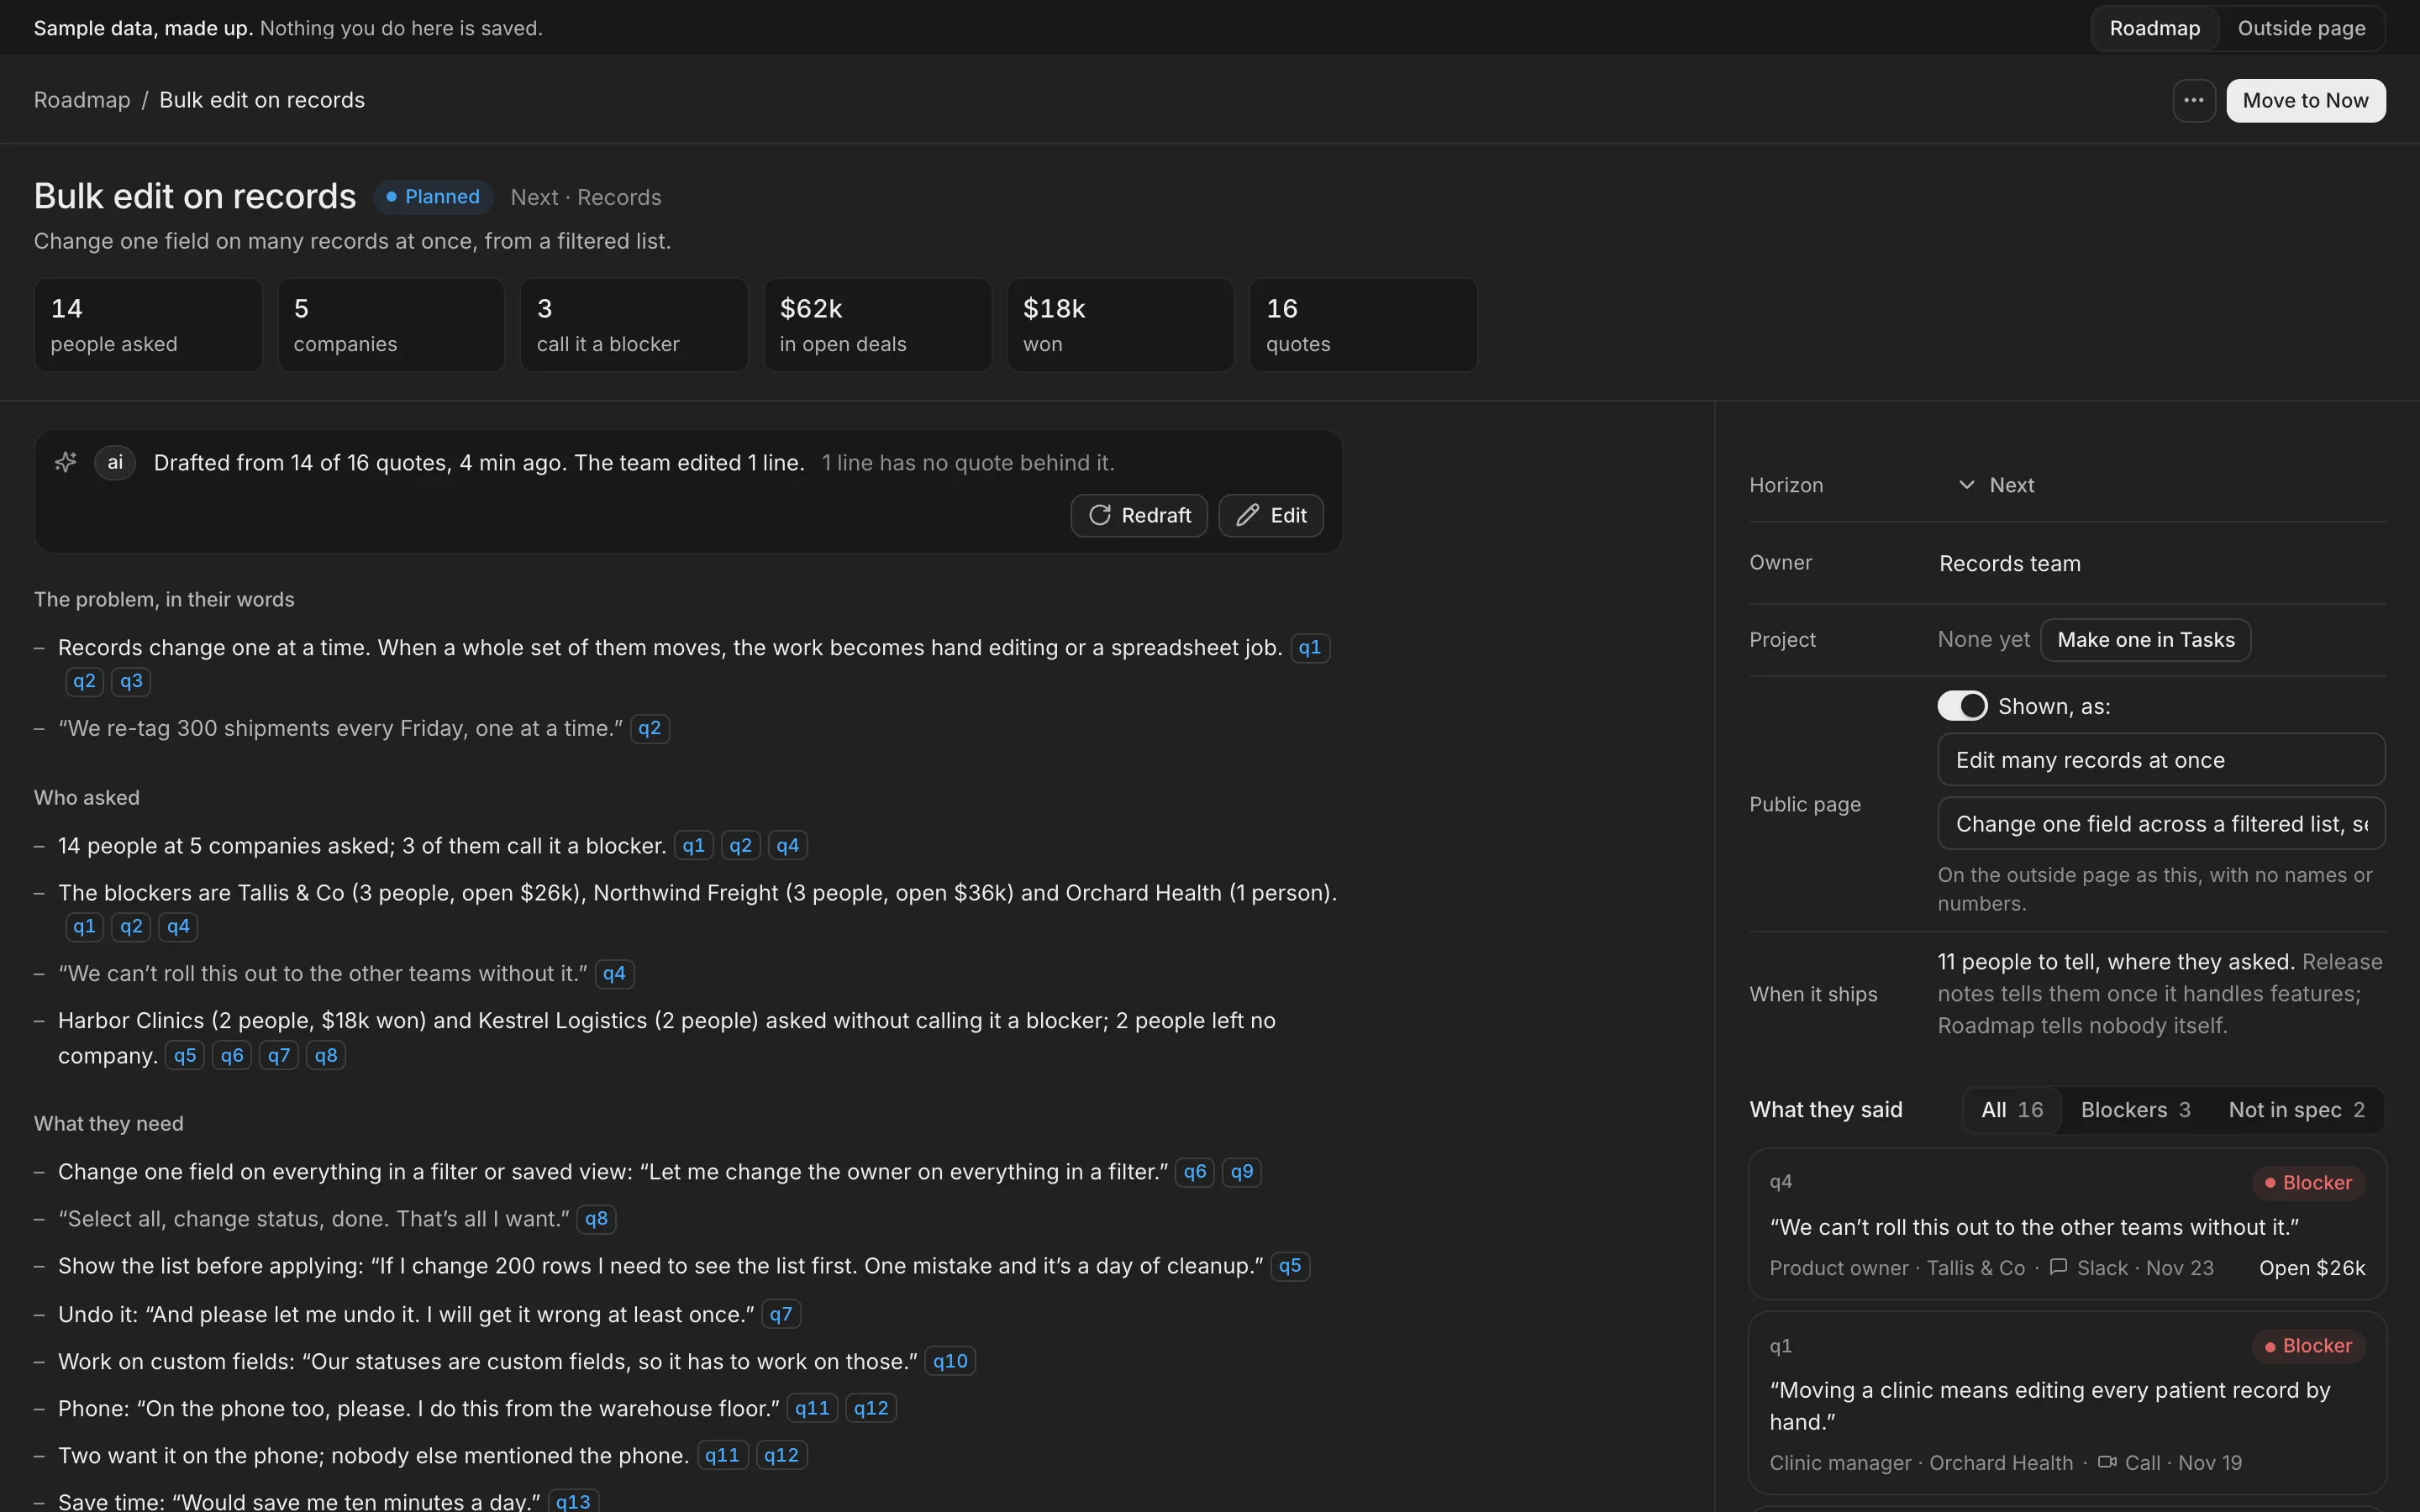 Sample data, made up. Nothing you do here is saved.
Roadmap
Outside page
Roadmap / Bulk edit on records
Move to Now
Bulk edit on records
Planned
Next · Records
Change one field on many records at once, from a filtered list.
14
people asked
5
companies
3
call it a blocker
$62k
in open deals
$18k
won
16
quotes
ai
Drafted from 14 of 16 quotes, 4 min ago. The team edited 1 line. 1 line has no quote behind it.
Redraft
Edit
The problem, in their words
– Records change one at a time. When a whole set of them moves, the work becomes hand editing or a spreadsheet job. q1
q2 q3
– “We re-tag 300 shipments every Friday, one at a time.” q2
Who asked
– 14 people at 5 companies asked; 3 of them call it a blocker. q1 q2 q4
– The blockers are Tallis & Co (3 people, open $26k), Northwind Freight (3 people, open $36k) and Orchard Health (1 person).
q1 q2 q4
– “We can’t roll this out to the other teams without it.” q4
– Harbor Clinics (2 people, $18k won) and Kestrel Logistics (2 people) asked without calling it a blocker; 2 people left no
company. q5 q6 q7 q8
What they need
– Change one field on everything in a filter or saved view: “Let me change the owner on everything in a filter.” q6 q9
– “Select all, change status, done. That’s all I want.” q8
– Show the list before applying: “If I change 200 rows I need to see the list first. One mistake and it’s a day of cleanup.” q5
– Undo it: “And please let me undo it. I will get it wrong at least once.” q7
– Work on custom fields: “Our statuses are custom fields, so it has to work on those.” q10
– Phone: “On the phone too, please. I do this from the warehouse floor.” q11 q12
– Two want it on the phone; nobody else mentioned the phone. q11 q12
– Save time: “Would save me ten minutes a day.” q13
Horizon
Next
Owner
Records team
Project
None yet
Make one in Tasks
Public page
Shown, as:
Edit many records at once
Change one field across a filtered list, se
On the outside page as this, with no names or
numbers.
When it ships
11 people to tell, where they asked. Release
notes tells them once it handles features;
Roadmap tells nobody itself.
What they said
All 16
Blockers 3
Not in spec 2
q4
Blocker
“We can’t roll this out to the other teams without it.”
Product owner · Tallis & Co · Slack · Nov 23
Open $26k
q1
Blocker
“Moving a clinic means editing every patient record by
hand.”
Clinic manager · Orchard Health · Call · Nov 19